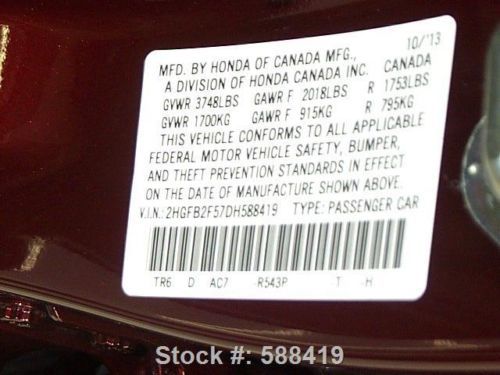 MFD. BY HONDA OF CANADA MFG., 10/'13
A DIVISION OF HONDA CANADA INC. CANADA
GVWR 3748LBS GAWR F 2018LBS R 1753LBS
GVWR 1700KG GAWR F 915KG R 795KG
THIS VEHICLE CONFORMS TO ALL APPLICABLE
FEDERAL MOTOR VEHICLE SAFETY, BUMPER,
AND THEFT PREVENTION STANDARDS IN EFFECT
ON THE DATE OF MANUFACTURE SHOWN ABOVE.
V.I.N.: 2HGFB2F57DH588419 TYPE: PASSENGER CAR
TR6 D AC7 -R543P -T -H
Stock #: 588419